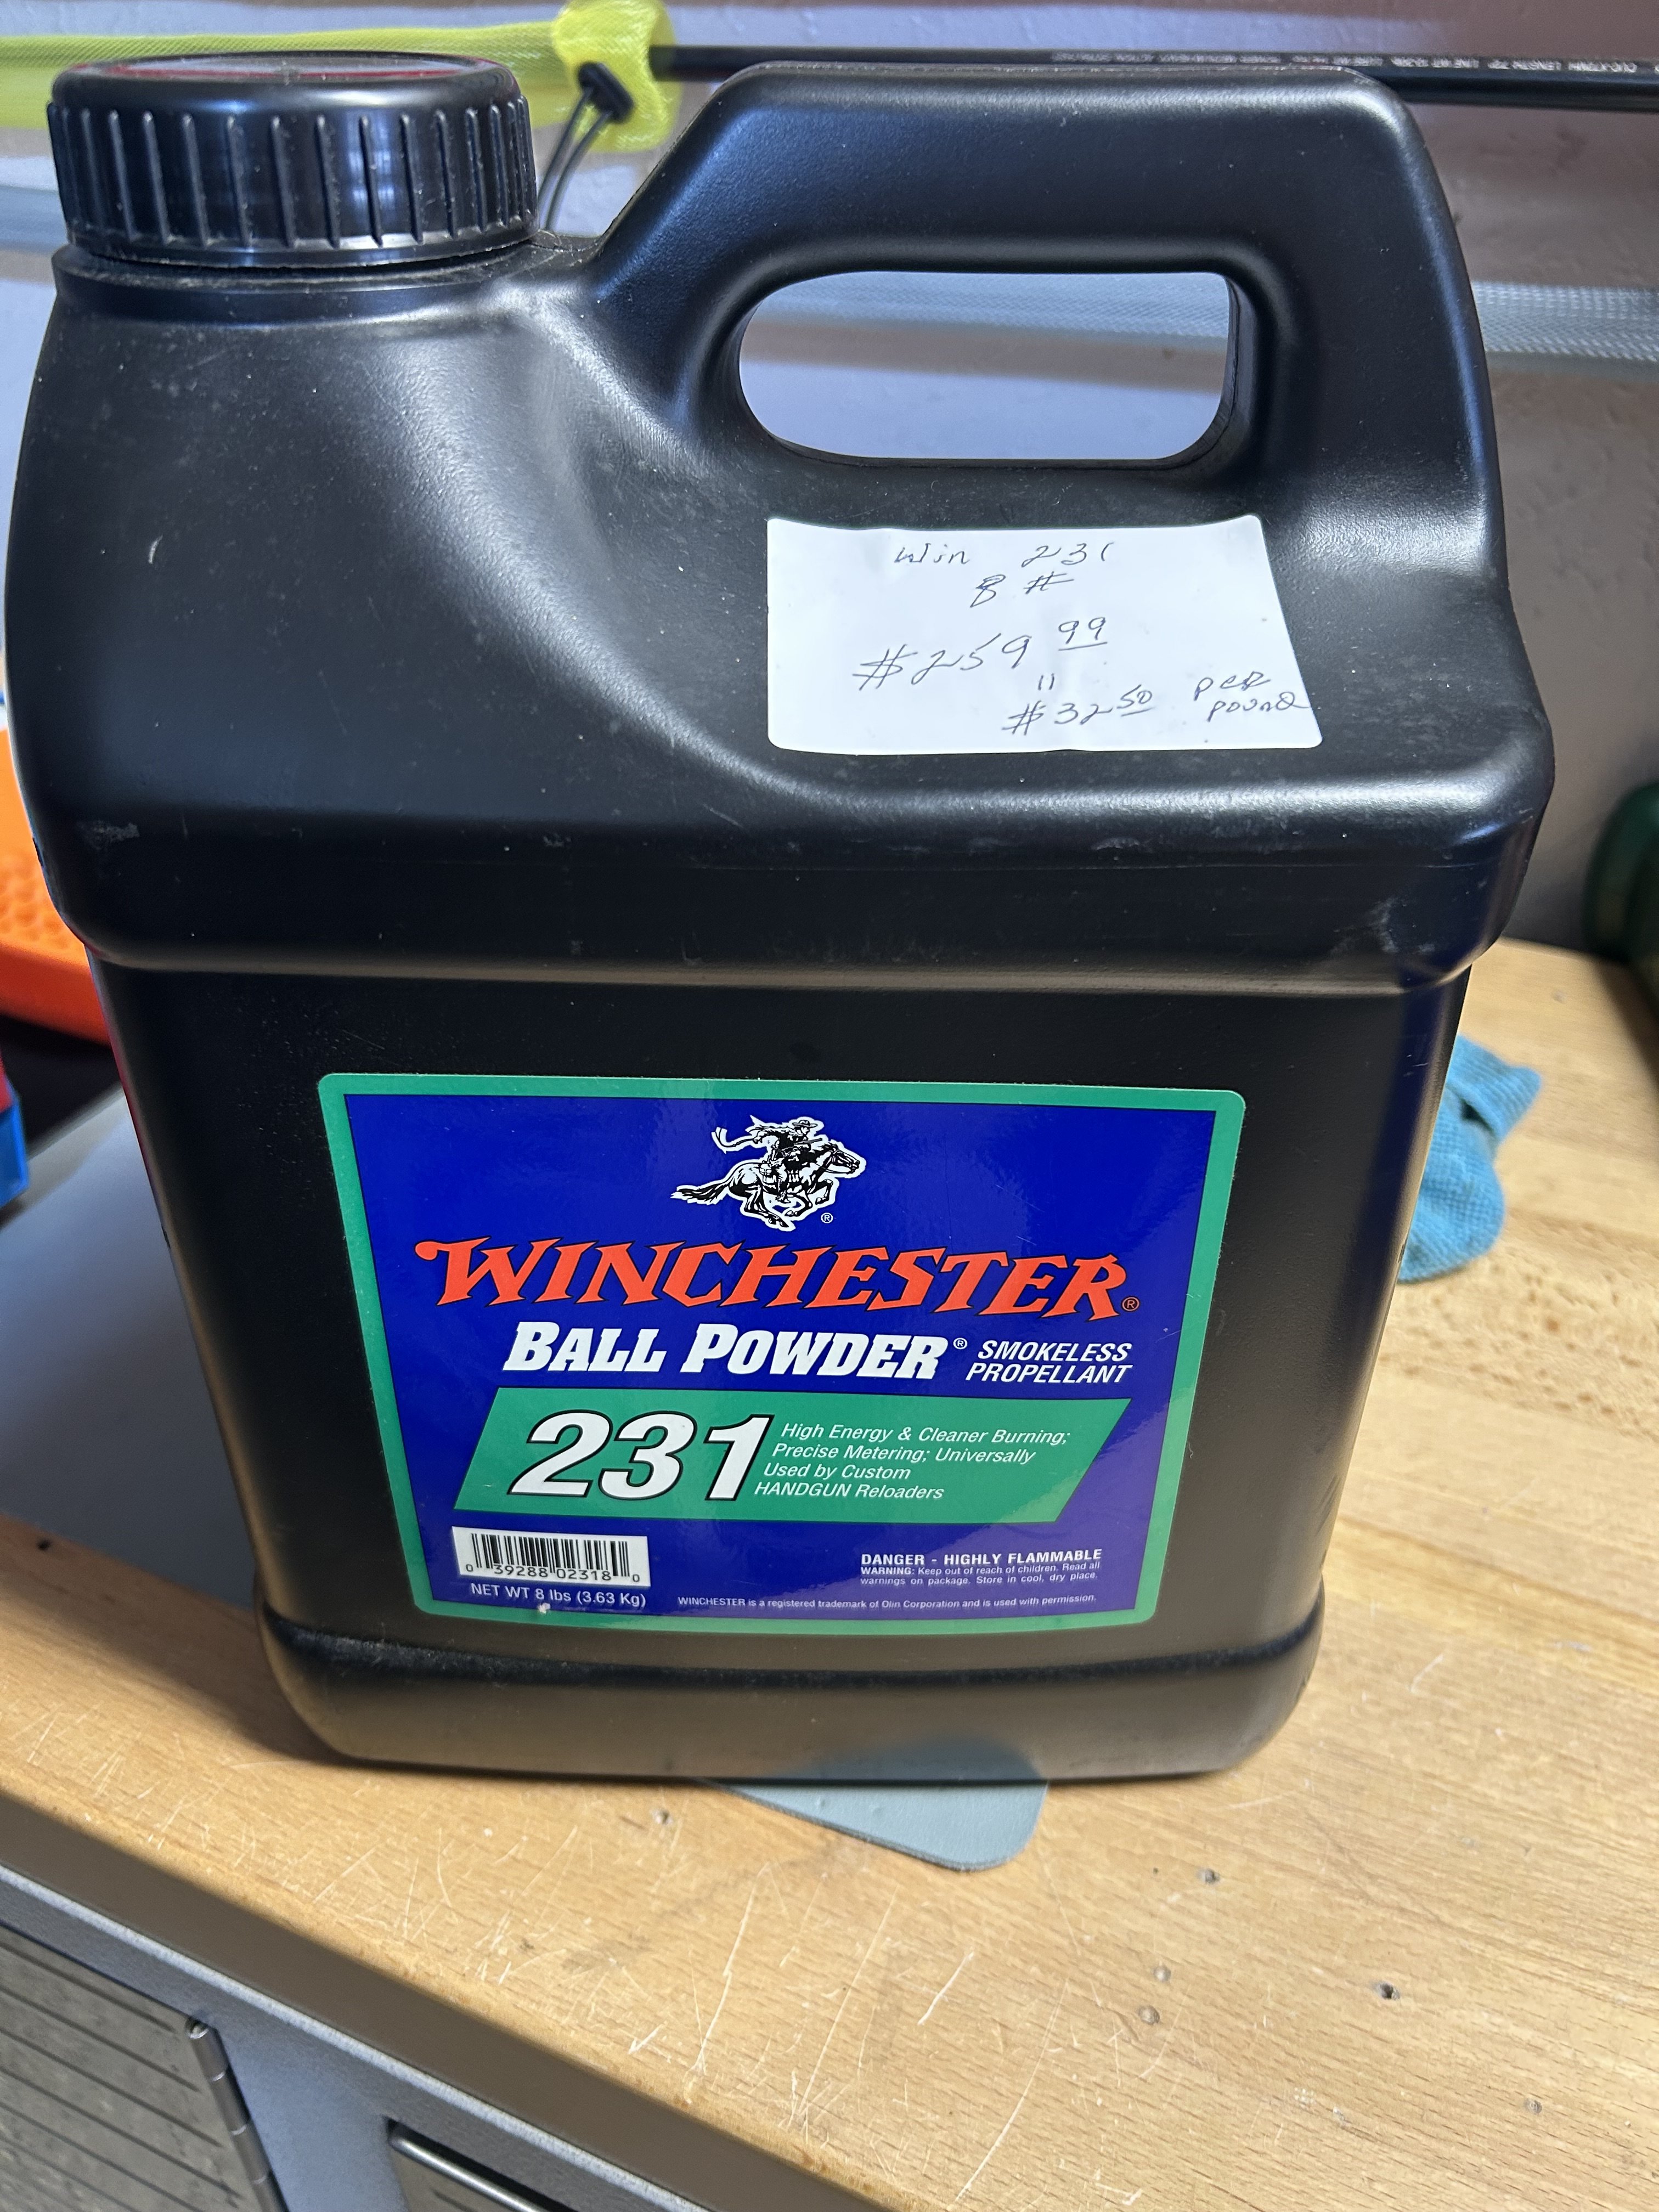 Win 231
8 #
$259 99
"
$32 50 per
pound
WINCHESTER®
BALL POWDER® SMOKELESS
PROPELLANT
231
High Energy & Cleaner Burning;
Precise Metering; Universally
Used by Custom
HANDGUN Reloaders
0 39288 02318 0
NET WT 8 lbs (3.63 Kg)
DANGER - HIGHLY FLAMMABLE
WARNING: Keep out of reach of children. Read all
warnings on package. Store in cool, dry place.
WINCHESTER is a registered trademark of Olin Corporation and is used with permission.